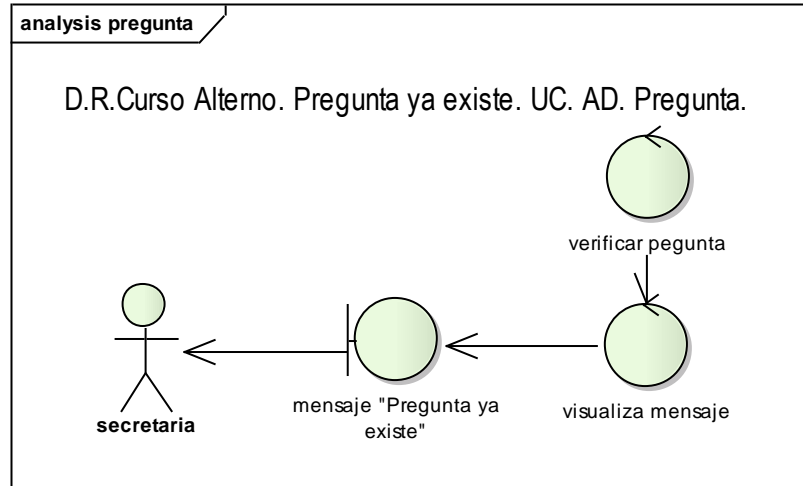 analysis pregunta
D.R.Curso Alterno. Pregunta ya existe. UC. AD. Pregunta.
verificar pegunta
mensaje "Pregunta ya
existe"
visualiza mensaje
secretaria